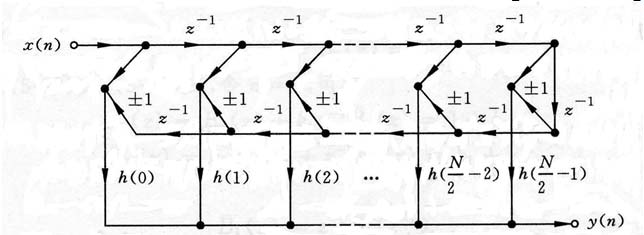 z⁻¹ z⁻¹ z⁻¹ z⁻¹
x(n)
±1 ±1 ±1 ±1 ±1
z⁻¹ z⁻¹ z⁻¹ z⁻¹ z⁻¹
h(0) h(1) h(2) ... h(N/2−2) h(N/2−1)
y(n)